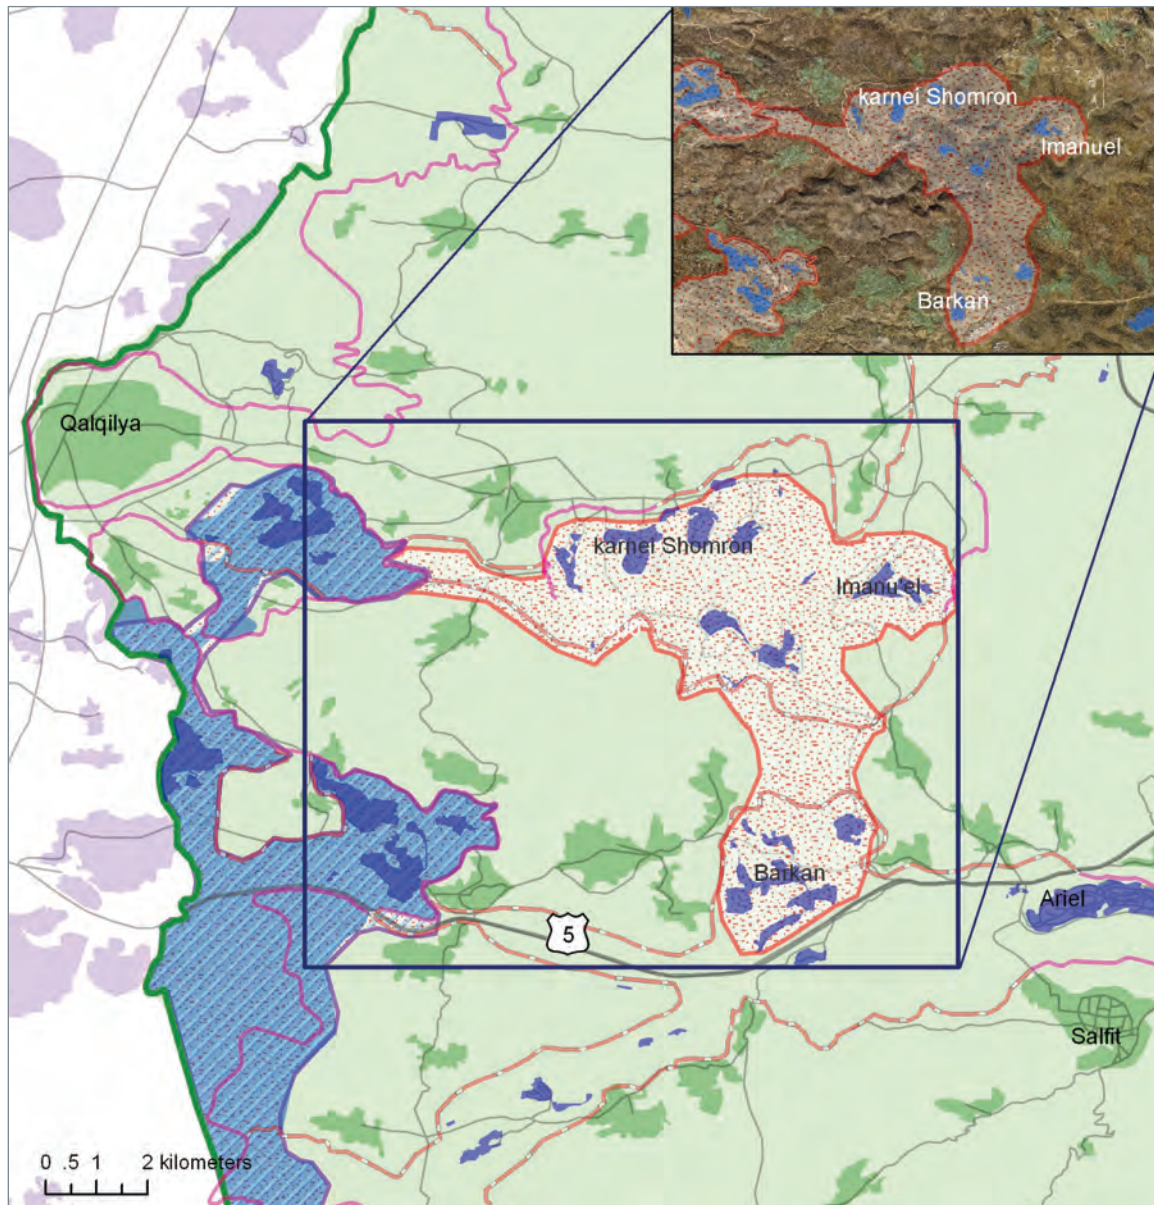 karnei Shomron
Imanuel
Barkan
Qalqilya
karnei Shomron
Imanu'el
Barkan
Ariel
5
Salfit
0 .5 1 2 kilometers